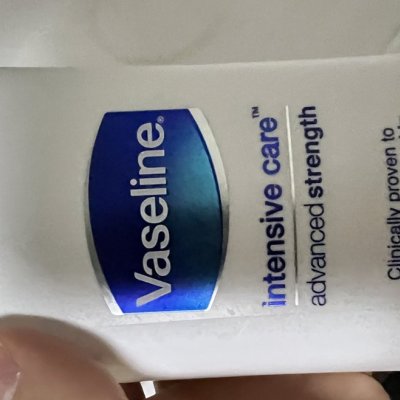 Vaseline®
intensive care™
advanced strength
Clinically proven to